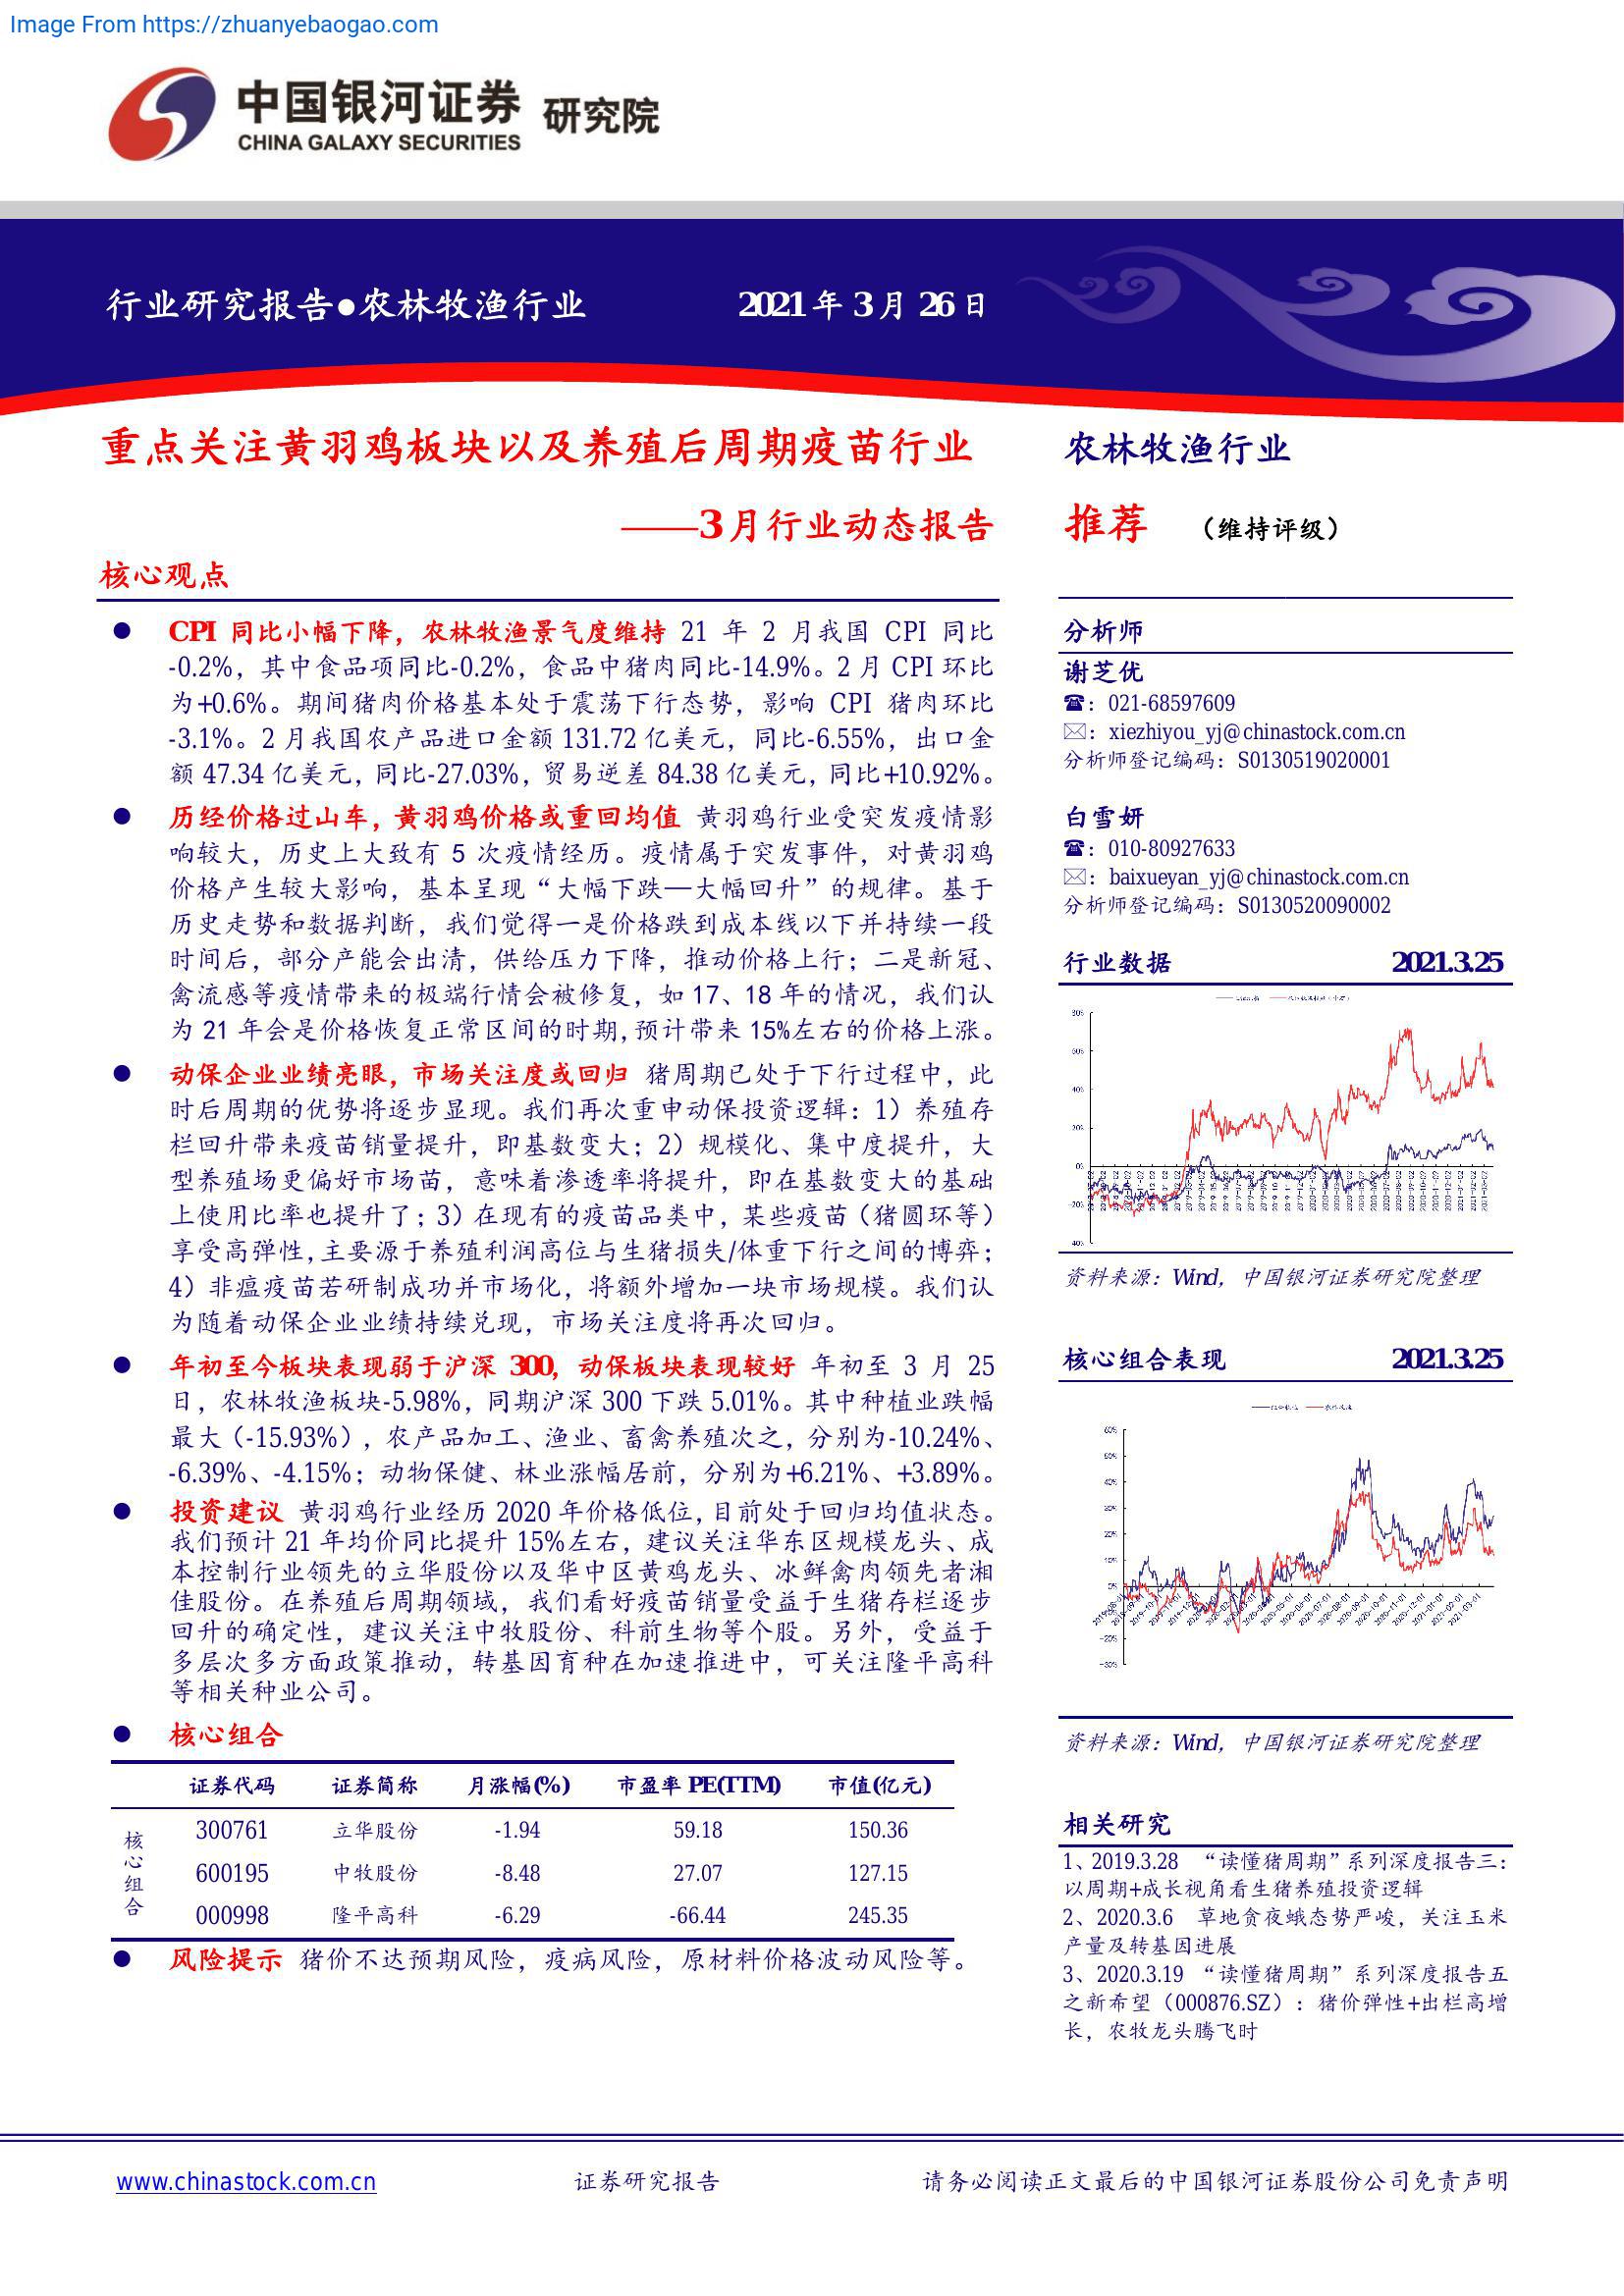 Image From https://zhuanyebaogao.com
中国银河证券 研究院
CHINA GALAXY SECURITIES
行业研究报告●农林牧渔行业 2021 年 3 月 26 日
重点关注黄羽鸡板块以及养殖后周期疫苗行业
——3 月行业动态报告
核心观点
● CPI 同比小幅下降，农林牧渔景气度维持 21 年 2 月我国 CPI 同比
-0.2%，其中食品项同比-0.2%，食品中猪肉同比-14.9%。2 月 CPI 环比
为+0.6%。期间猪肉价格基本处于震荡下行态势，影响 CPI 猪肉环比
-3.1%。2 月我国农产品进口金额 131.72 亿美元，同比-6.55%，出口金
额 47.34 亿美元，同比-27.03%，贸易逆差 84.38 亿美元，同比+10.92%。
● 历经价格过山车，黄羽鸡价格或重回均值 黄羽鸡行业受突发疫情影
响较大，历史上大致有 5 次疫情经历。疫情属于突发事件，对黄羽鸡
价格产生较大影响，基本呈现“大幅下跌—大幅回升”的规律。基于
历史走势和数据判断，我们觉得一是价格跌到成本线以下并持续一段
时间后，部分产能会出清，供给压力下降，推动价格上行；二是新冠、
禽流感等疫情带来的极端行情会被修复，如 17、18 年的情况，我们认
为 21 年会是价格恢复正常区间的时期，预计带来 15%左右的价格上涨。
● 动保企业业绩亮眼，市场关注度或回归 猪周期已处于下行过程中，此
时后周期的优势将逐步显现。我们再次重申动保投资逻辑：1）养殖存
栏回升带来疫苗销量提升，即基数变大；2）规模化、集中度提升，大
型养殖场更偏好市场苗，意味着渗透率将提升，即在基数变大的基础
上使用比率也提升了；3）在现有的疫苗品类中，某些疫苗（猪圆环等）
享受高弹性，主要源于养殖利润高位与生猪损失/体重下行之间的博弈；
4）非瘟疫苗若研制成功并市场化，将额外增加一块市场规模。我们认
为随着动保企业业绩持续兑现，市场关注度将再次回归。
● 年初至今板块表现弱于沪深 300，动保板块表现较好 年初至 3 月 25
日，农林牧渔板块-5.98%，同期沪深 300 下跌 5.01%。其中种植业跌幅
最大（-15.93%），农产品加工、渔业、畜禽养殖次之，分别为-10.24%、
-6.39%、-4.15%；动物保健、林业涨幅居前，分别为+6.21%、+3.89%。
● 投资建议 黄羽鸡行业经历 2020 年价格低位，目前处于回归均值状态。
我们预计 21 年均价同比提升 15%左右，建议关注华东区规模龙头、成
本控制行业领先的立华股份以及华中区黄鸡龙头、冰鲜禽肉领先者湘
佳股份。在养殖后周期领域，我们看好疫苗销量受益于生猪存栏逐步
回升的确定性，建议关注中牧股份、科前生物等个股。另外，受益于
多层次多方面政策推动，转基因育种在加速推进中，可关注隆平高科
等相关种业公司。
● 核心组合
证券代码 证券简称 月涨幅(%) 市盈率 PE(TTM) 市值(亿元)
核心组合
300761 立华股份 -1.94 59.18 150.36
600195 中牧股份 -8.48 27.07 127.15
000998 隆平高科 -6.29 -66.44 245.35
● 风险提示 猪价不达预期风险，疫病风险，原材料价格波动风险等。
农林牧渔行业
推荐 （维持评级）
分析师
谢芝优
☎：021-68597609
✉：xiezhiyou_yj@chinastock.com.cn
分析师登记编码：S0130519020001
白雪妍
☎：010-80927633
✉：baixueyan_yj@chinastock.com.cn
分析师登记编码：S0130520090002
行业数据 2021.3.25
80%
60%
40%
20%
0%
-20%
40%
资料来源：Wind，中国银河证券研究院整理
核心组合表现 2021.3.25
60%
50%
40%
30%
20%
10%
0%
-20%
-30%
资料来源：Wind，中国银河证券研究院整理
相关研究
1、2019.3.28 “读懂猪周期”系列深度报告三：
以周期+成长视角看生猪养殖投资逻辑
2、2020.3.6 草地贪夜蛾态势严峻，关注玉米
产量及转基因进展
3、2020.3.19 “读懂猪周期”系列深度报告五
之新希望（000876.SZ）：猪价弹性+出栏高增
长，农牧龙头腾飞时
www.chinastock.com.cn 证券研究报告 请务必阅读正文最后的中国银河证券股份公司免责声明